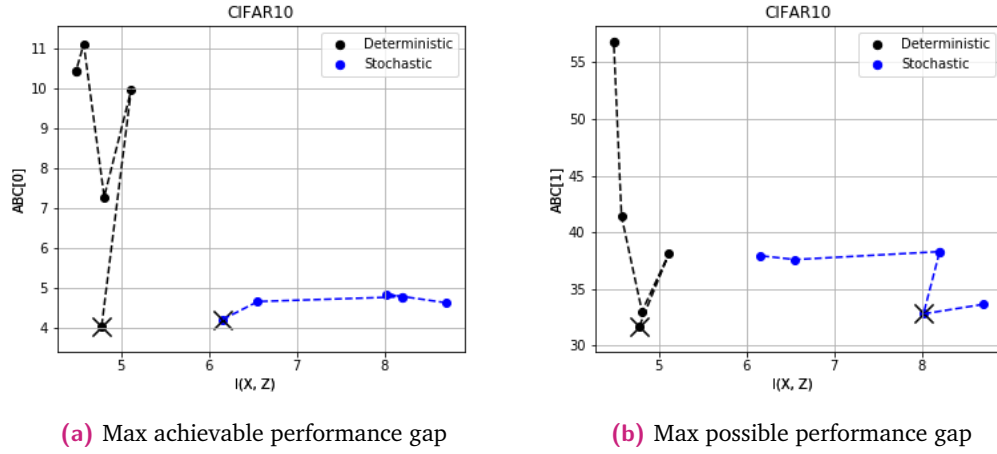 CIFAR10
Deterministic
Stochastic
ABC[0]
11
10
9
8
7
6
5
4
5 6 7 8
I(X, Z)
(a) Max achievable performance gap
CIFAR10
Deterministic
Stochastic
ABC[1]
55
50
45
40
35
30
5 6 7 8
I(X, Z)
(b) Max possible performance gap